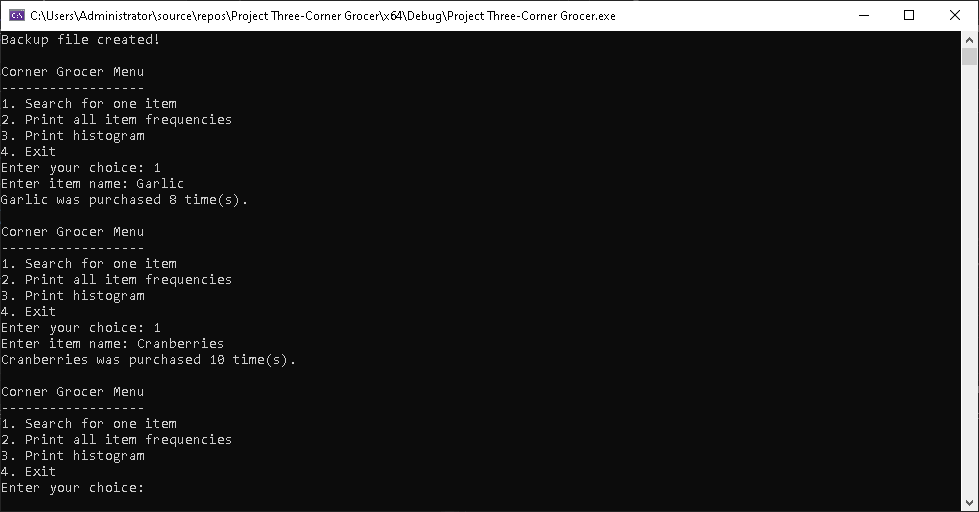 C:\Users\Administrator\source\repos\Project Three-Corner Grocer\x64\Debug\Project Three-Corner Grocer.exe
Backup file created!
Corner Grocer Menu
------------------
1. Search for one item
2. Print all item frequencies
3. Print histogram
4. Exit
Enter your choice: 1
Enter item name: Garlic
Garlic was purchased 8 time(s).
Corner Grocer Menu
------------------
1. Search for one item
2. Print all item frequencies
3. Print histogram
4. Exit
Enter your choice: 1
Enter item name: Cranberries
Cranberries was purchased 10 time(s).
Corner Grocer Menu
------------------
1. Search for one item
2. Print all item frequencies
3. Print histogram
4. Exit
Enter your choice: